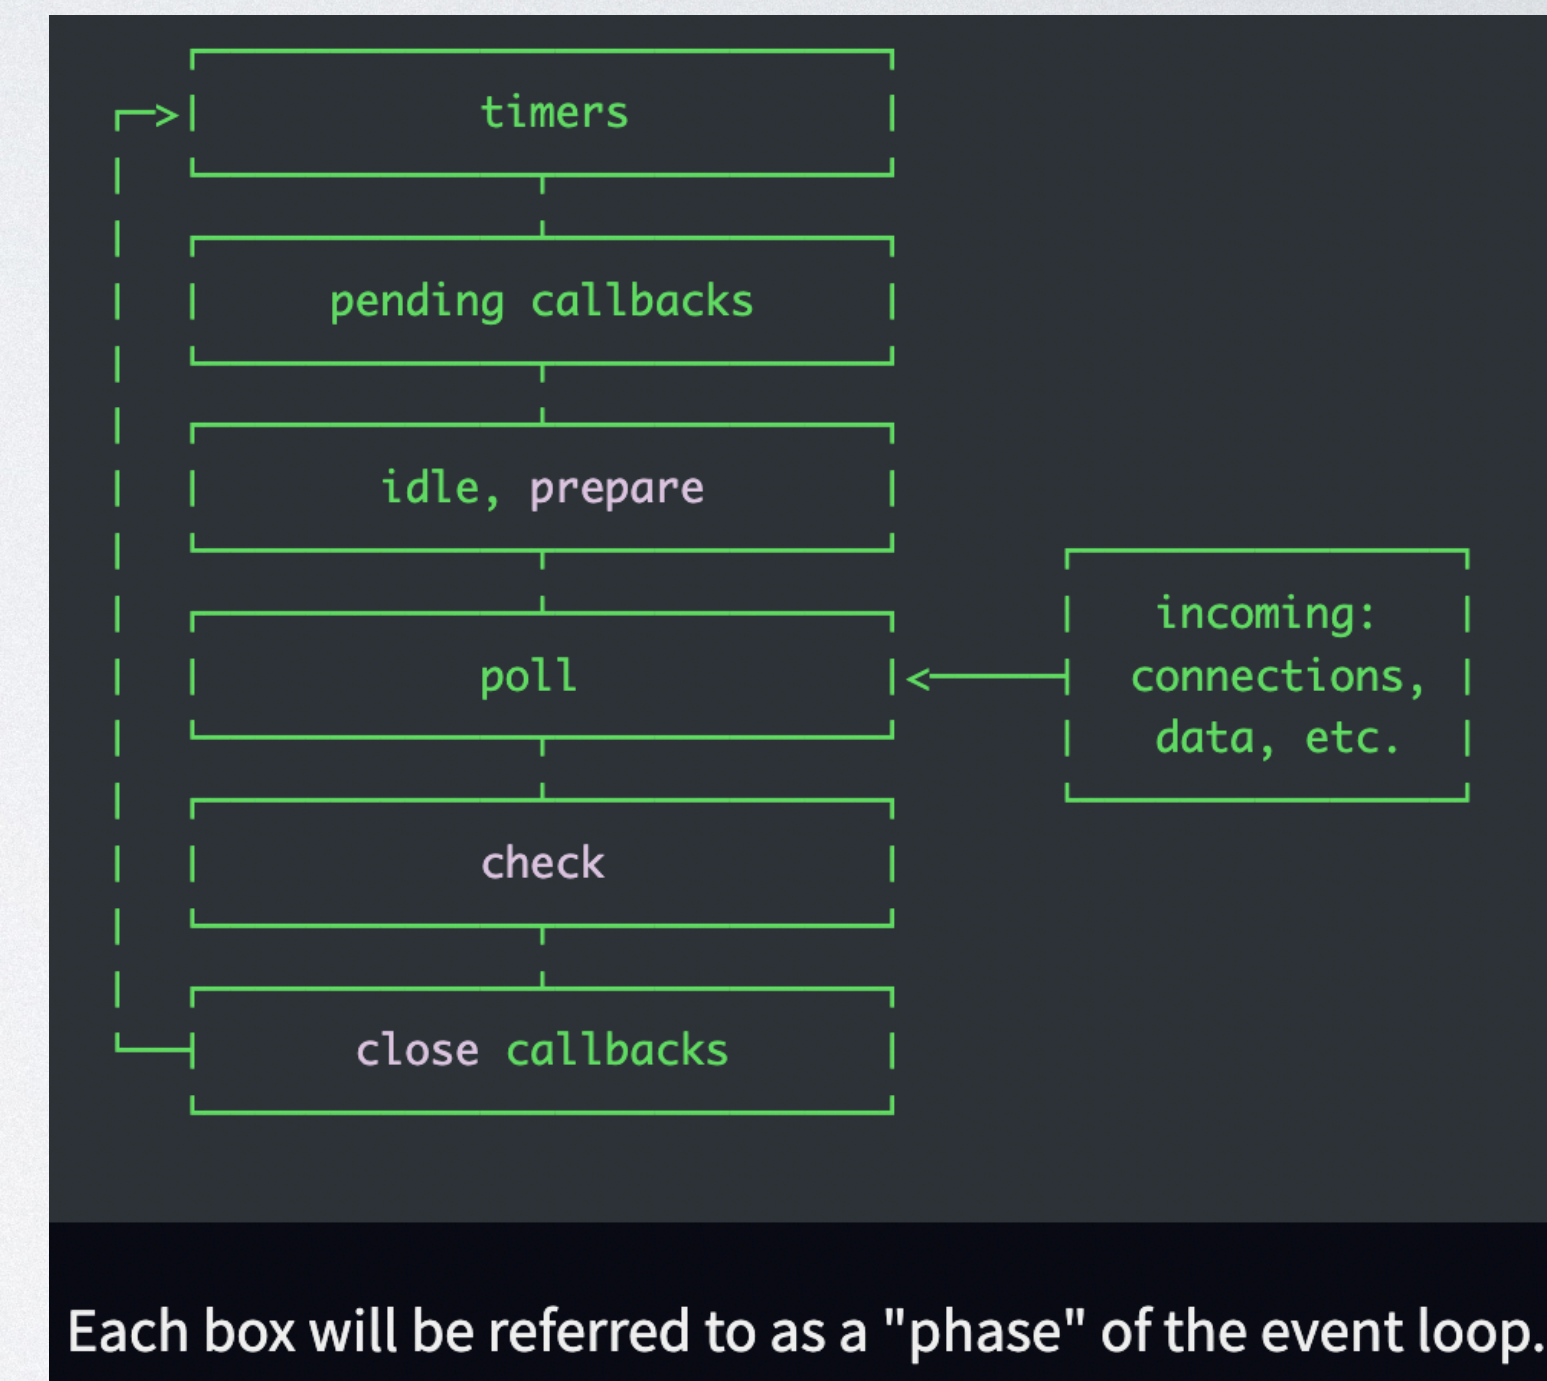 timers
pending callbacks
idle, prepare
poll
incoming:
connections,
data, etc.
check
close callbacks
Each box will be referred to as a "phase" of the event loop.